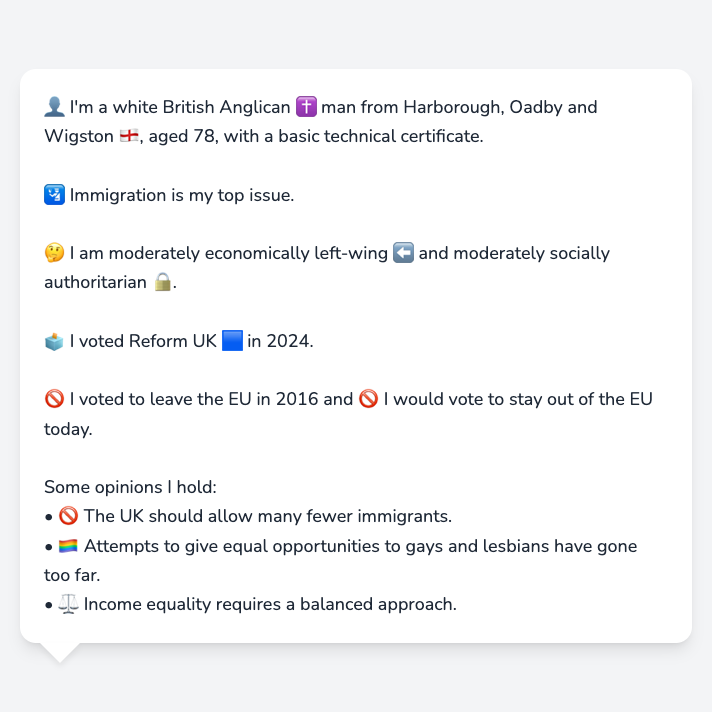 👤 I'm a white British Anglican ✝️ man from Harborough, Oadby and
Wigston 🏴󠁧󠁢󠁥󠁮󠁧󠁿, aged 78, with a basic technical certificate.
🛂 Immigration is my top issue.
🤔 I am moderately economically left-wing ⬅️ and moderately socially
authoritarian 🔒.
🗳️ I voted Reform UK 🟦 in 2024.
🚫 I voted to leave the EU in 2016 and 🚫 I would vote to stay out of the EU
today.
Some opinions I hold:
• 🚫 The UK should allow many fewer immigrants.
• 🏳️‍🌈 Attempts to give equal opportunities to gays and lesbians have gone
too far.
• ⚖️ Income equality requires a balanced approach.